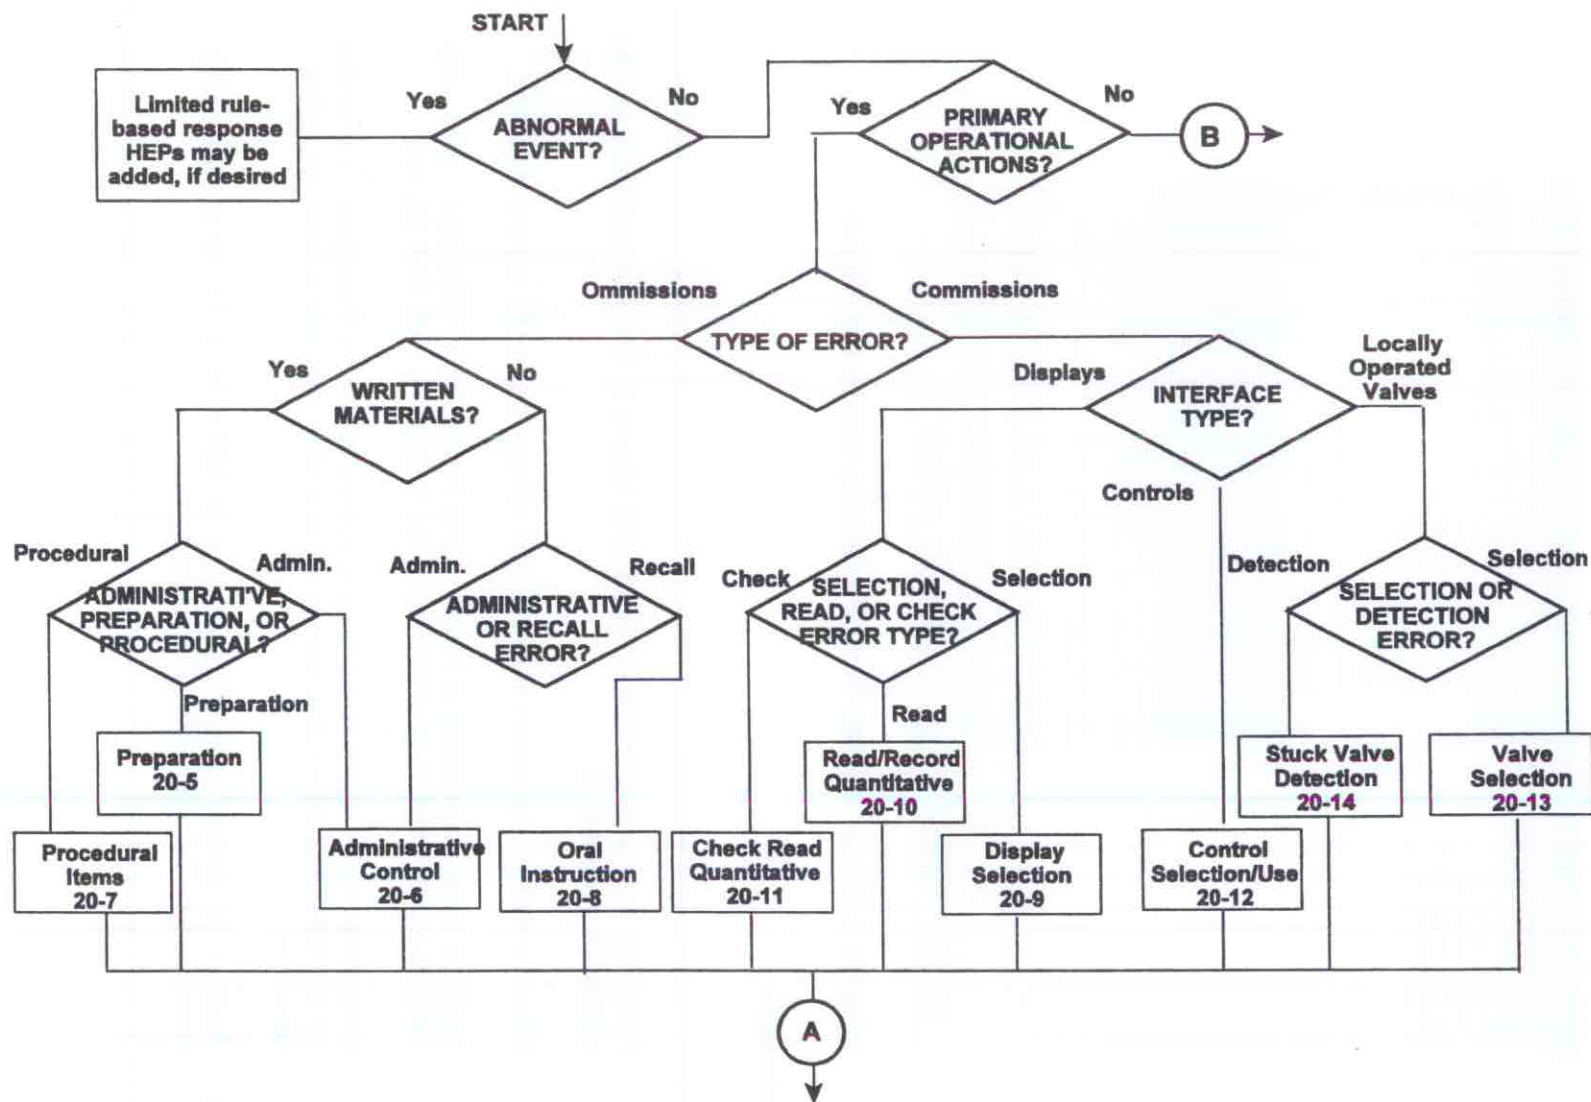 START
Yes
No
Limited rule-
based response
HEPs may be
added, if desired
ABNORMAL
EVENT?
Yes
No
PRIMARY
OPERATIONAL
ACTIONS?
B
Ommissions
Commissions
TYPE OF ERROR?
Yes
No
WRITTEN
MATERIALS?
Displays
Locally
Operated
Valves
INTERFACE
TYPE?
Controls
Procedural
Admin.
ADMINISTRATI'VE,
PREPARATION, OR
PROCEDURAL?
Preparation
Admin.
Recall
ADMINISTRATIVE
OR RECALL
ERROR?
Check
Selection
SELECTION,
READ, OR CHECK
ERROR TYPE?
Read
Detection
Selection
SELECTION OR
DETECTION
ERROR?
Preparation
20-5
Read/Record
Quantitative
20-10
Stuck Valve
Detection
20-14
Valve
Selection
20-13
Procedural
Items
20-7
Administrative
Control
20-6
Oral
Instruction
20-8
Check Read
Quantitative
20-11
Display
Selection
20-9
Control
Selection/Use
20-12
A